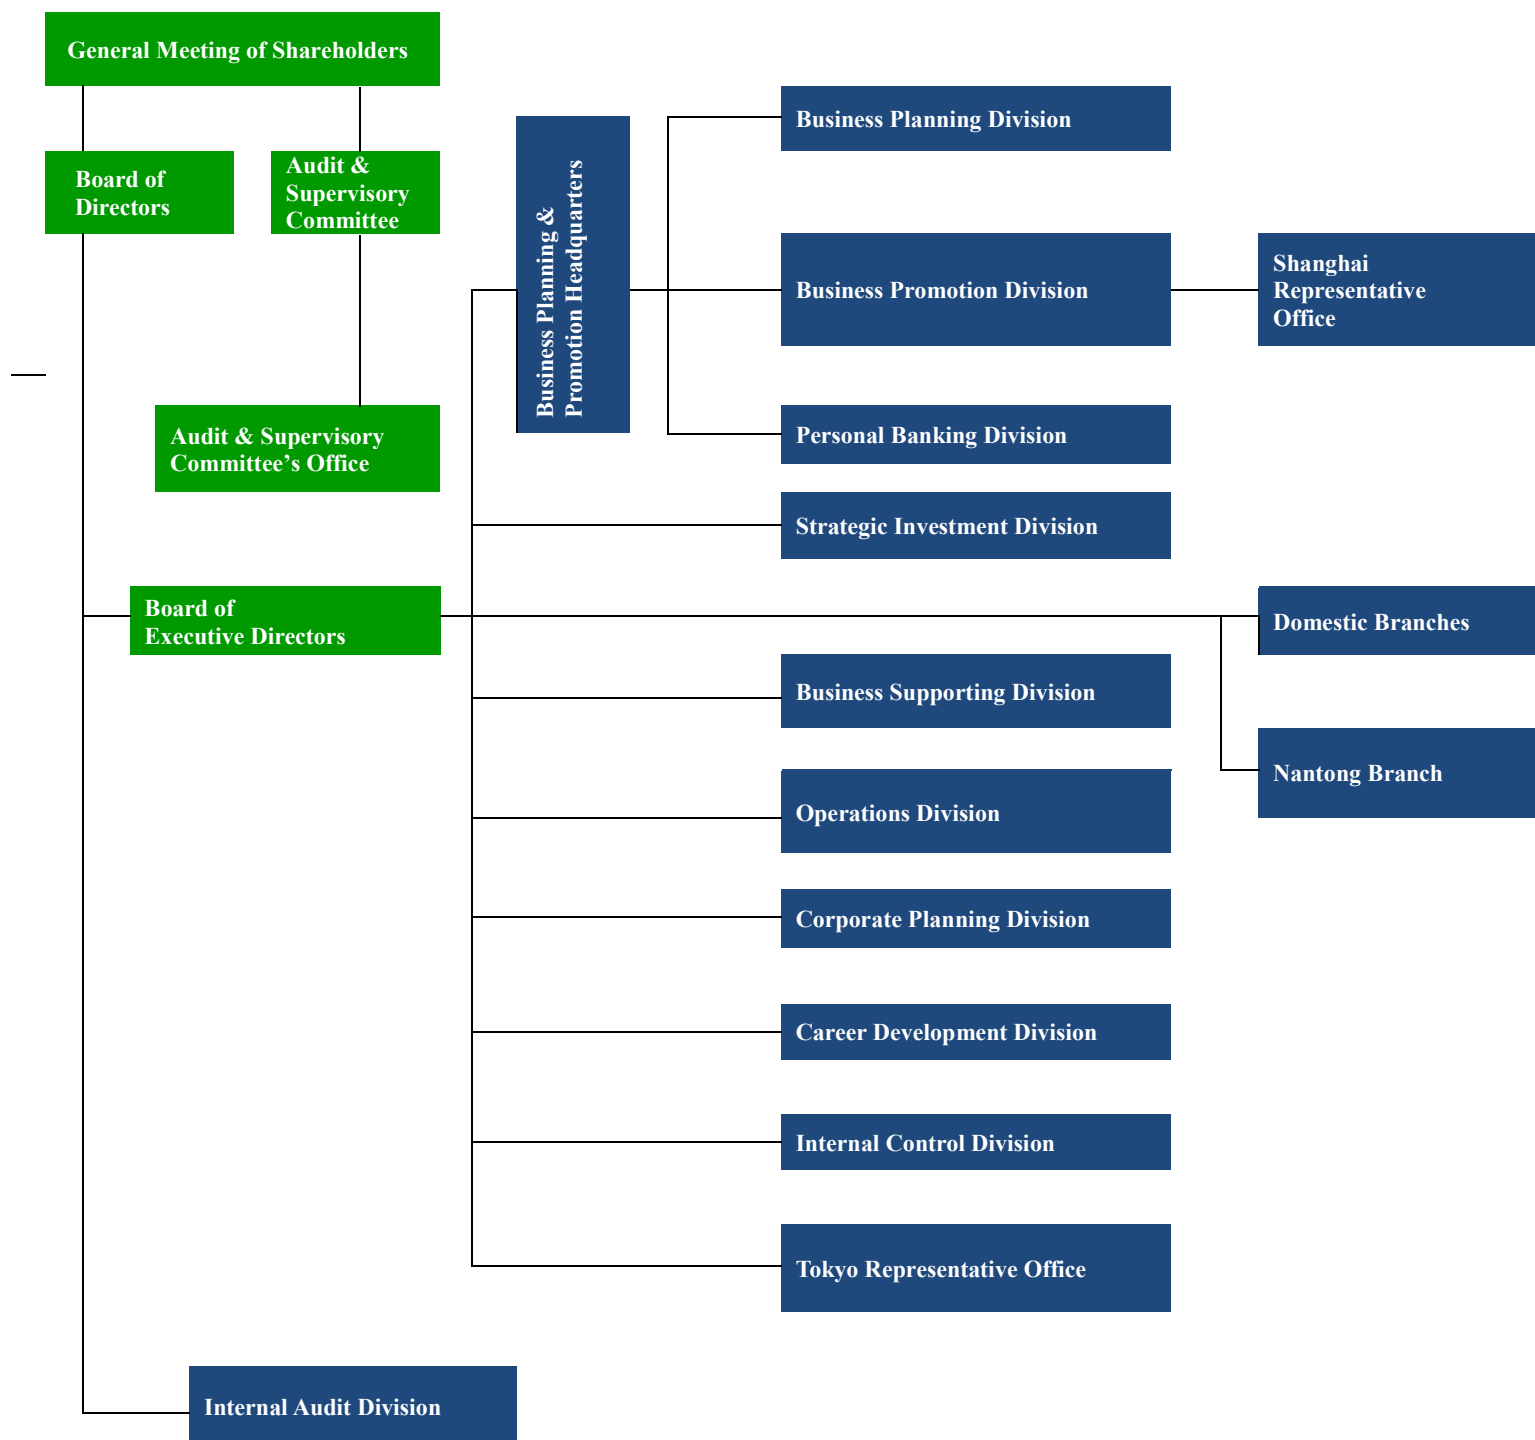 General Meeting of Shareholders
Board of
Directors
Audit &
Supervisory
Committee
Audit & Supervisory
Committee’s Office
Board of
Executive Directors
Internal Audit Division
Business Planning &
Promotion Headquarters
Business Planning Division
Business Promotion Division
Shanghai
Representative
Office
Personal Banking Division
Strategic Investment Division
Domestic Branches
Business Supporting Division
Nantong Branch
Operations Division
Corporate Planning Division
Career Development Division
Internal Control Division
Tokyo Representative Office